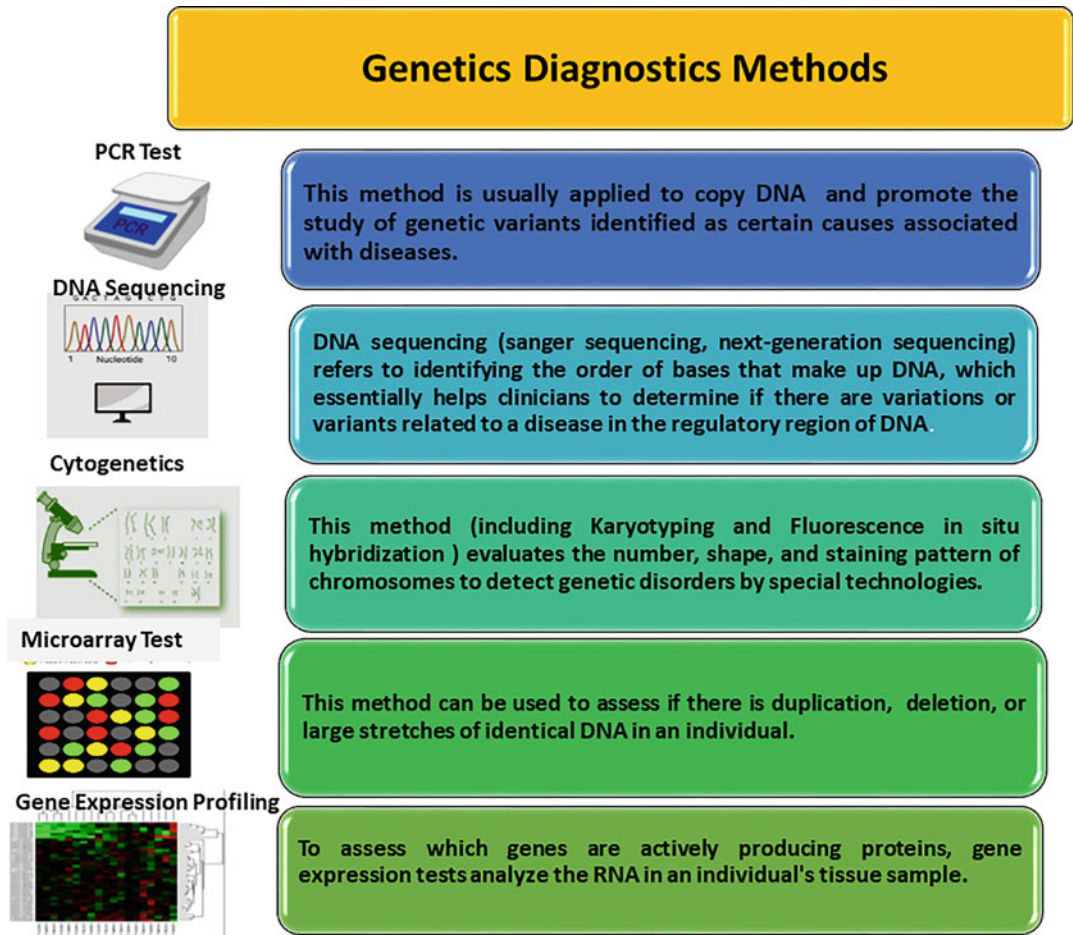 Genetics Diagnostics Methods
PCR Test
PCR
This method is usually applied to copy DNA and promote the
study of genetic variants identified as certain causes associated
with diseases.
DNA Sequencing
G A C T A G T C T G
1 Nucleotide 10
DNA sequencing (sanger sequencing, next-generation sequencing)
refers to identifying the order of bases that make up DNA, which
essentially helps clinicians to determine if there are variations or
variants related to a disease in the regulatory region of DNA.
Cytogenetics
This method (including Karyotyping and Fluorescence in situ
hybridization ) evaluates the number, shape, and staining pattern of
chromosomes to detect genetic disorders by special technologies.
Microarray Test
This method can be used to assess if there is duplication, deletion, or
large stretches of identical DNA in an individual.
Gene Expression Profiling
To assess which genes are actively producing proteins, gene
expression tests analyze the RNA in an individual's tissue sample.